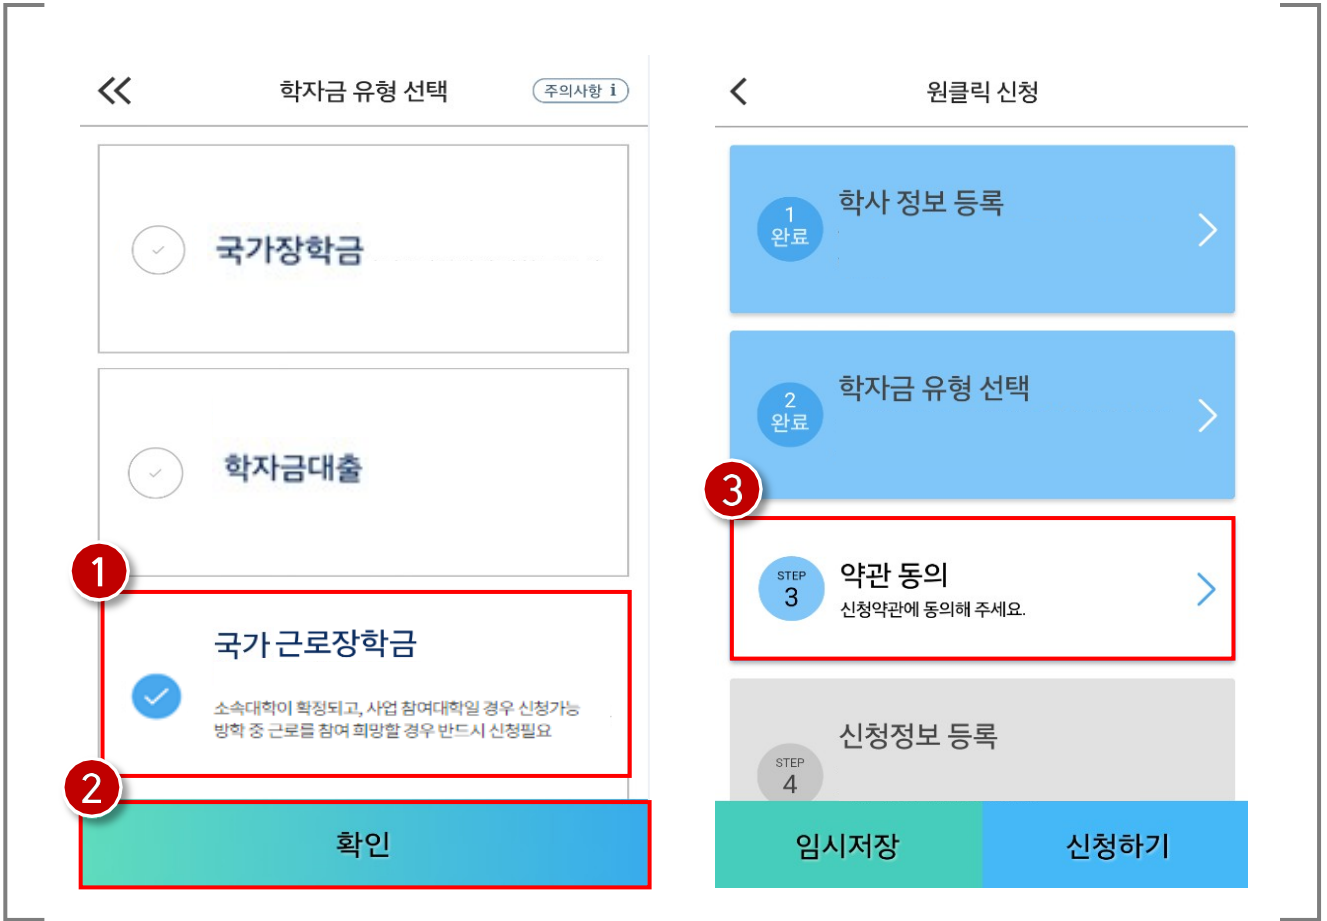 학자금 유형 선택
주의사항 i
국가장학금
학자금대출
1
국가 근로장학금
소속대학이 확정되고, 사업 참여대학일 경우 신청가능
방학 중 근로를 참여 희망할 경우 반드시 신청필요
2
확인
원클릭 신청
1
완료
학사 정보 등록
2
완료
학자금 유형 선택
3
STEP
3
약관 동의
신청약관에 동의해 주세요.
신청정보 등록
STEP
4
임시저장
신청하기